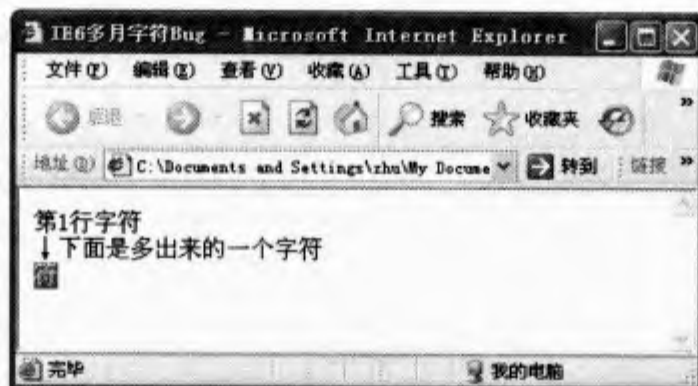 IE6多月字符Bug - Microsoft Internet Explorer
文件(F) 编辑(E) 查看(V) 收藏(A) 工具(T) 帮助(H)
后退 搜索 收藏夹 »
地址(D) C:\Documents and Settings\zhu\My Docume 转到 链接 »
第1行字符
↓下面是多出来的一个字符
符
完毕 我的电脑